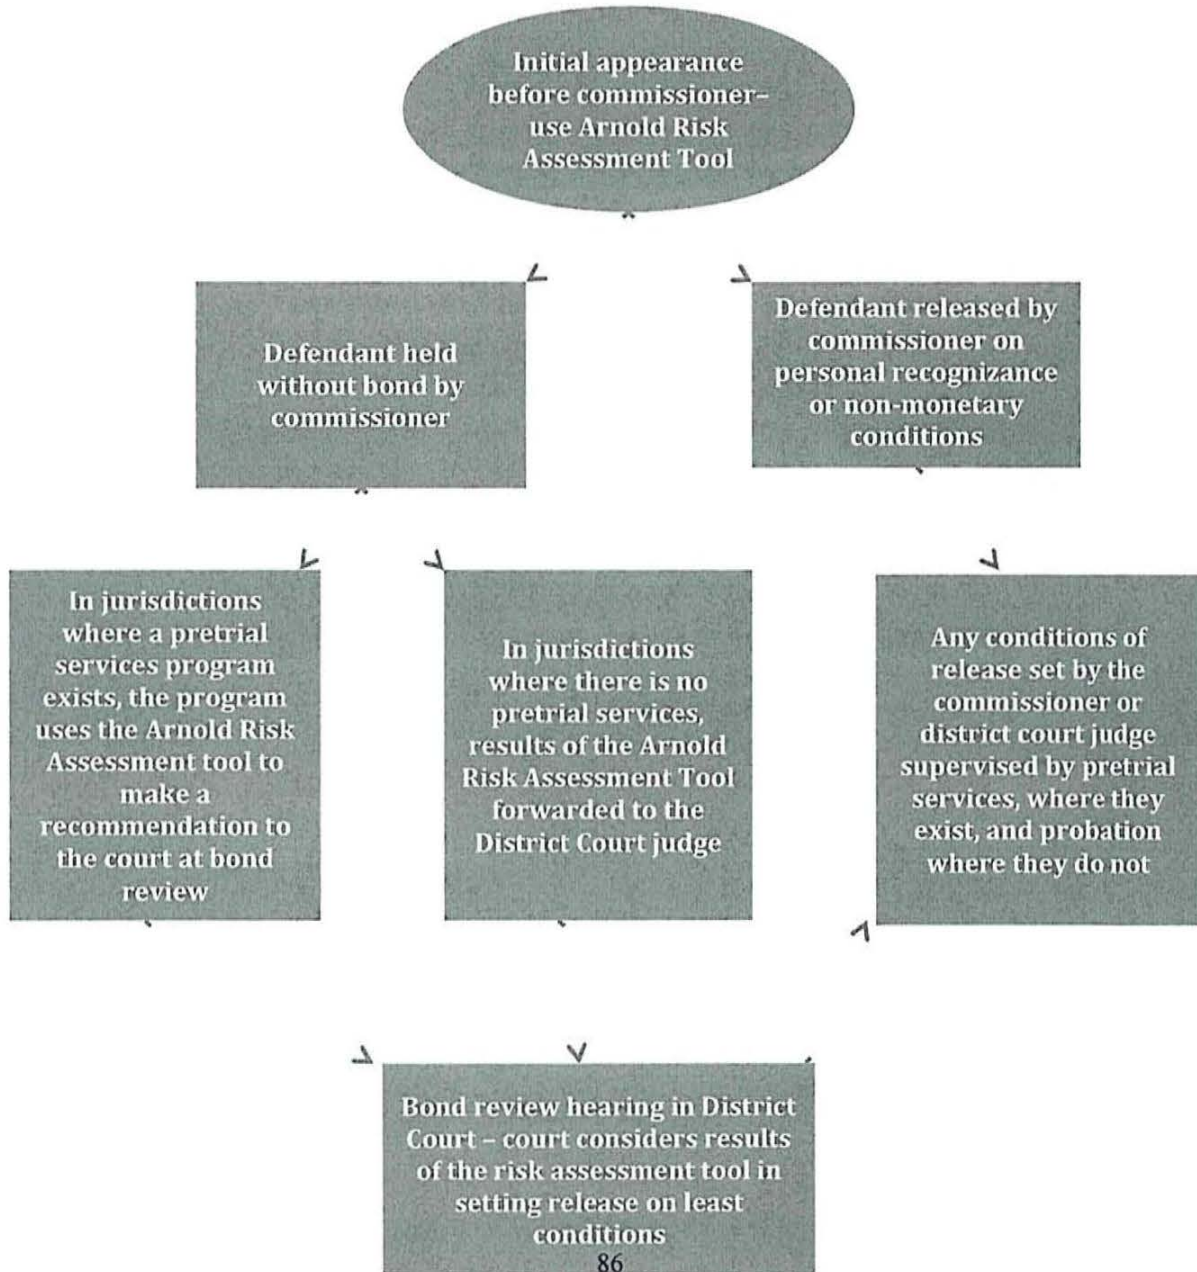 Initial appearance
before commissioner–
use Arnold Risk
Assessment Tool
Defendant held
without bond by
commissioner
Defendant released by
commissioner on
personal recognizance
or non-monetary
conditions
In jurisdictions
where a pretrial
services program
exists, the program
uses the Arnold Risk
Assessment tool to
make a
recommendation to
the court at bond
review
In jurisdictions
where there is no
pretrial services,
results of the Arnold
Risk Assessment Tool
forwarded to the
District Court judge
Any conditions of
release set by the
commissioner or
district court judge
supervised by pretrial
services, where they
exist, and probation
where they do not
Bond review hearing in District
Court – court considers results
of the risk assessment tool in
setting release on least
conditions
86